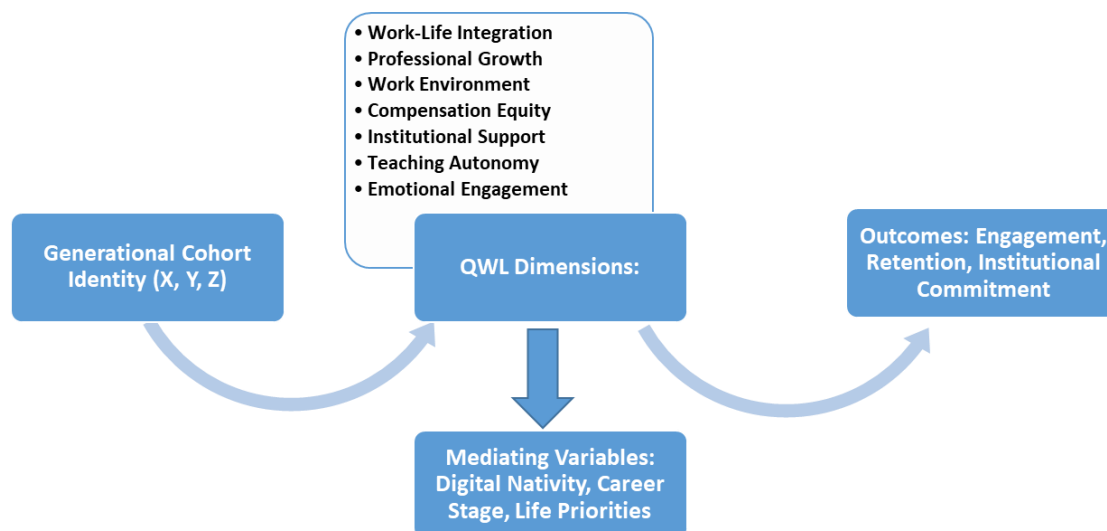 • Work-Life Integration
• Professional Growth
• Work Environment
• Compensation Equity
• Institutional Support
• Teaching Autonomy
• Emotional Engagement
Generational Cohort
Identity (X, Y, Z)
QWL Dimensions:
Outcomes: Engagement,
Retention, Institutional
Commitment
Mediating Variables:
Digital Nativity, Career
Stage, Life Priorities